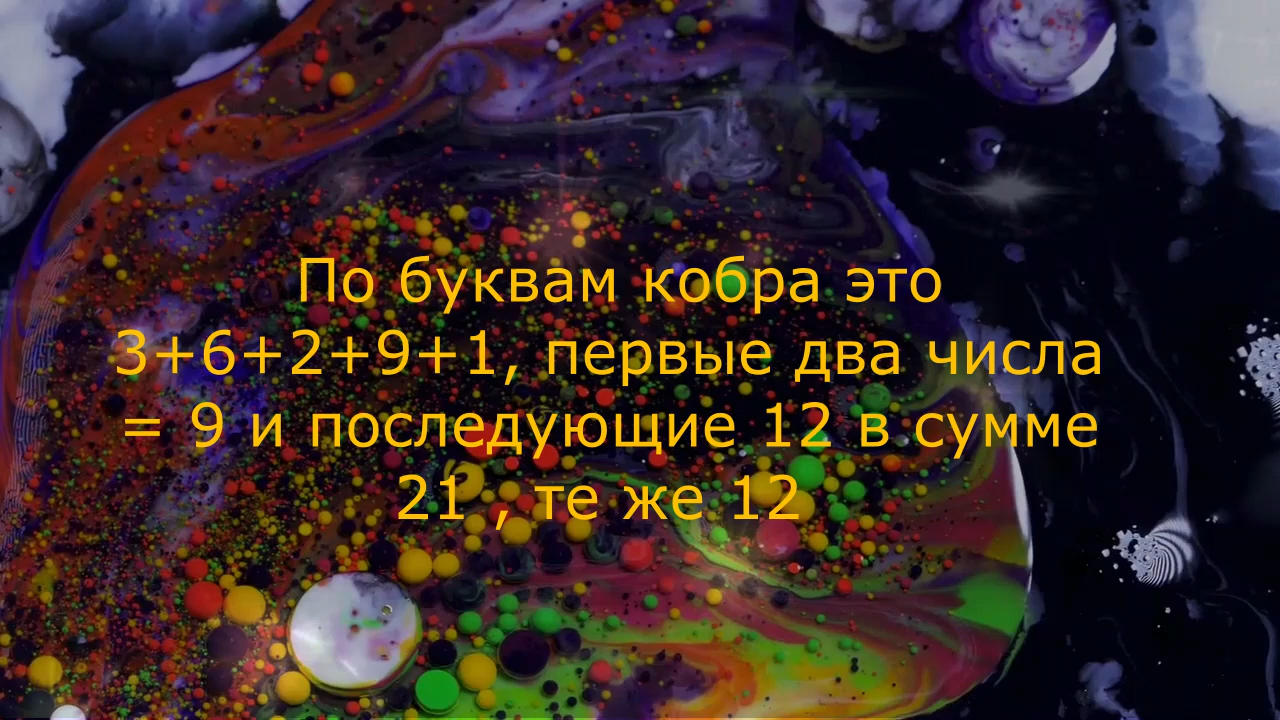 По буквам кобра это
3+6+2+9+1, первые два числа
= 9 и последующие 12 в сумме
21 , те же 12